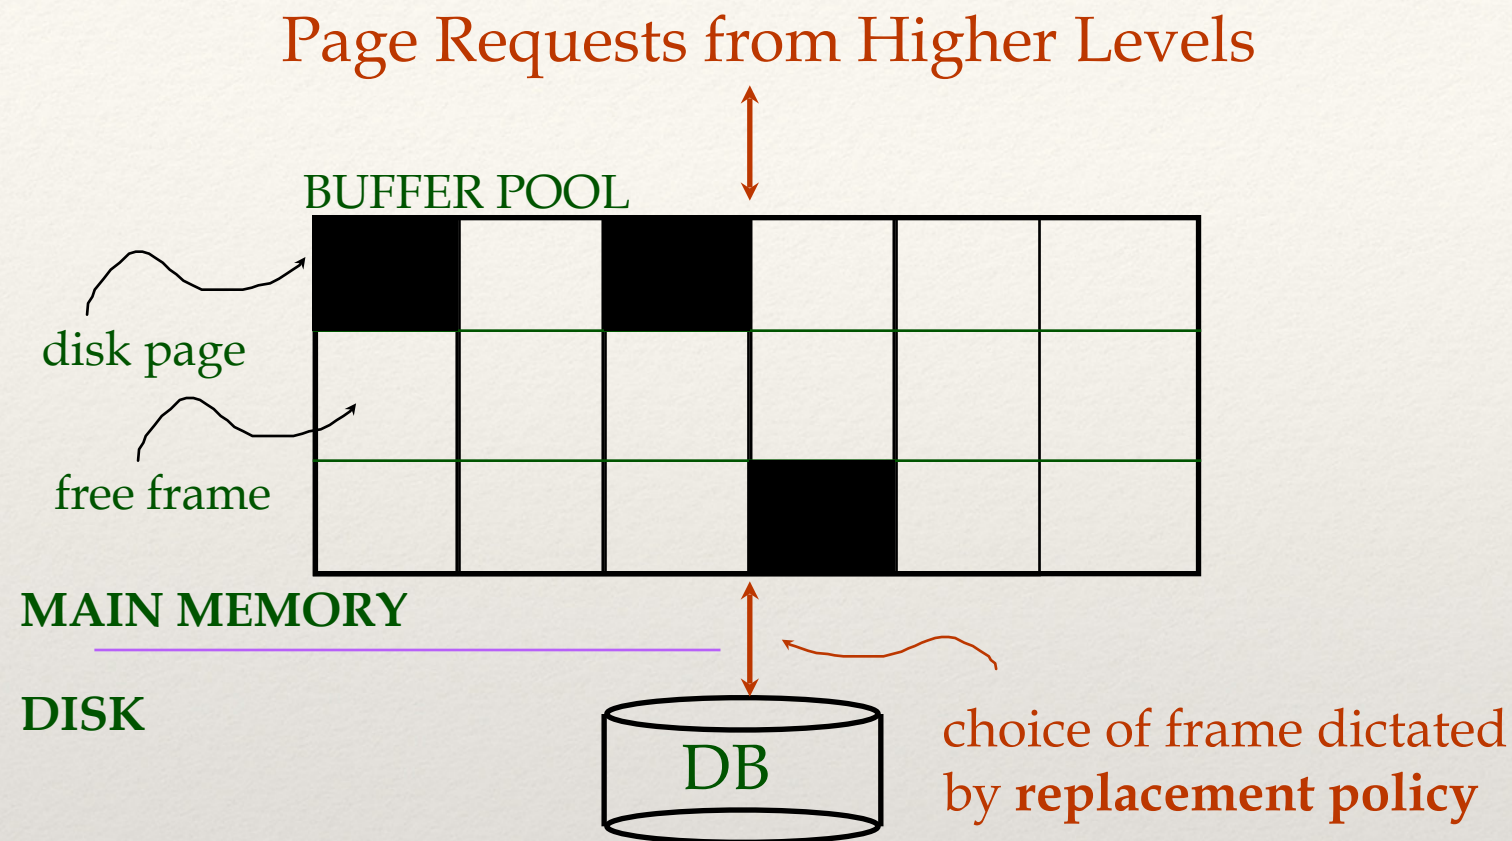 Page Requests from Higher Levels
BUFFER POOL
disk page
free frame
MAIN MEMORY
DISK
DB
choice of frame dictated
by replacement policy